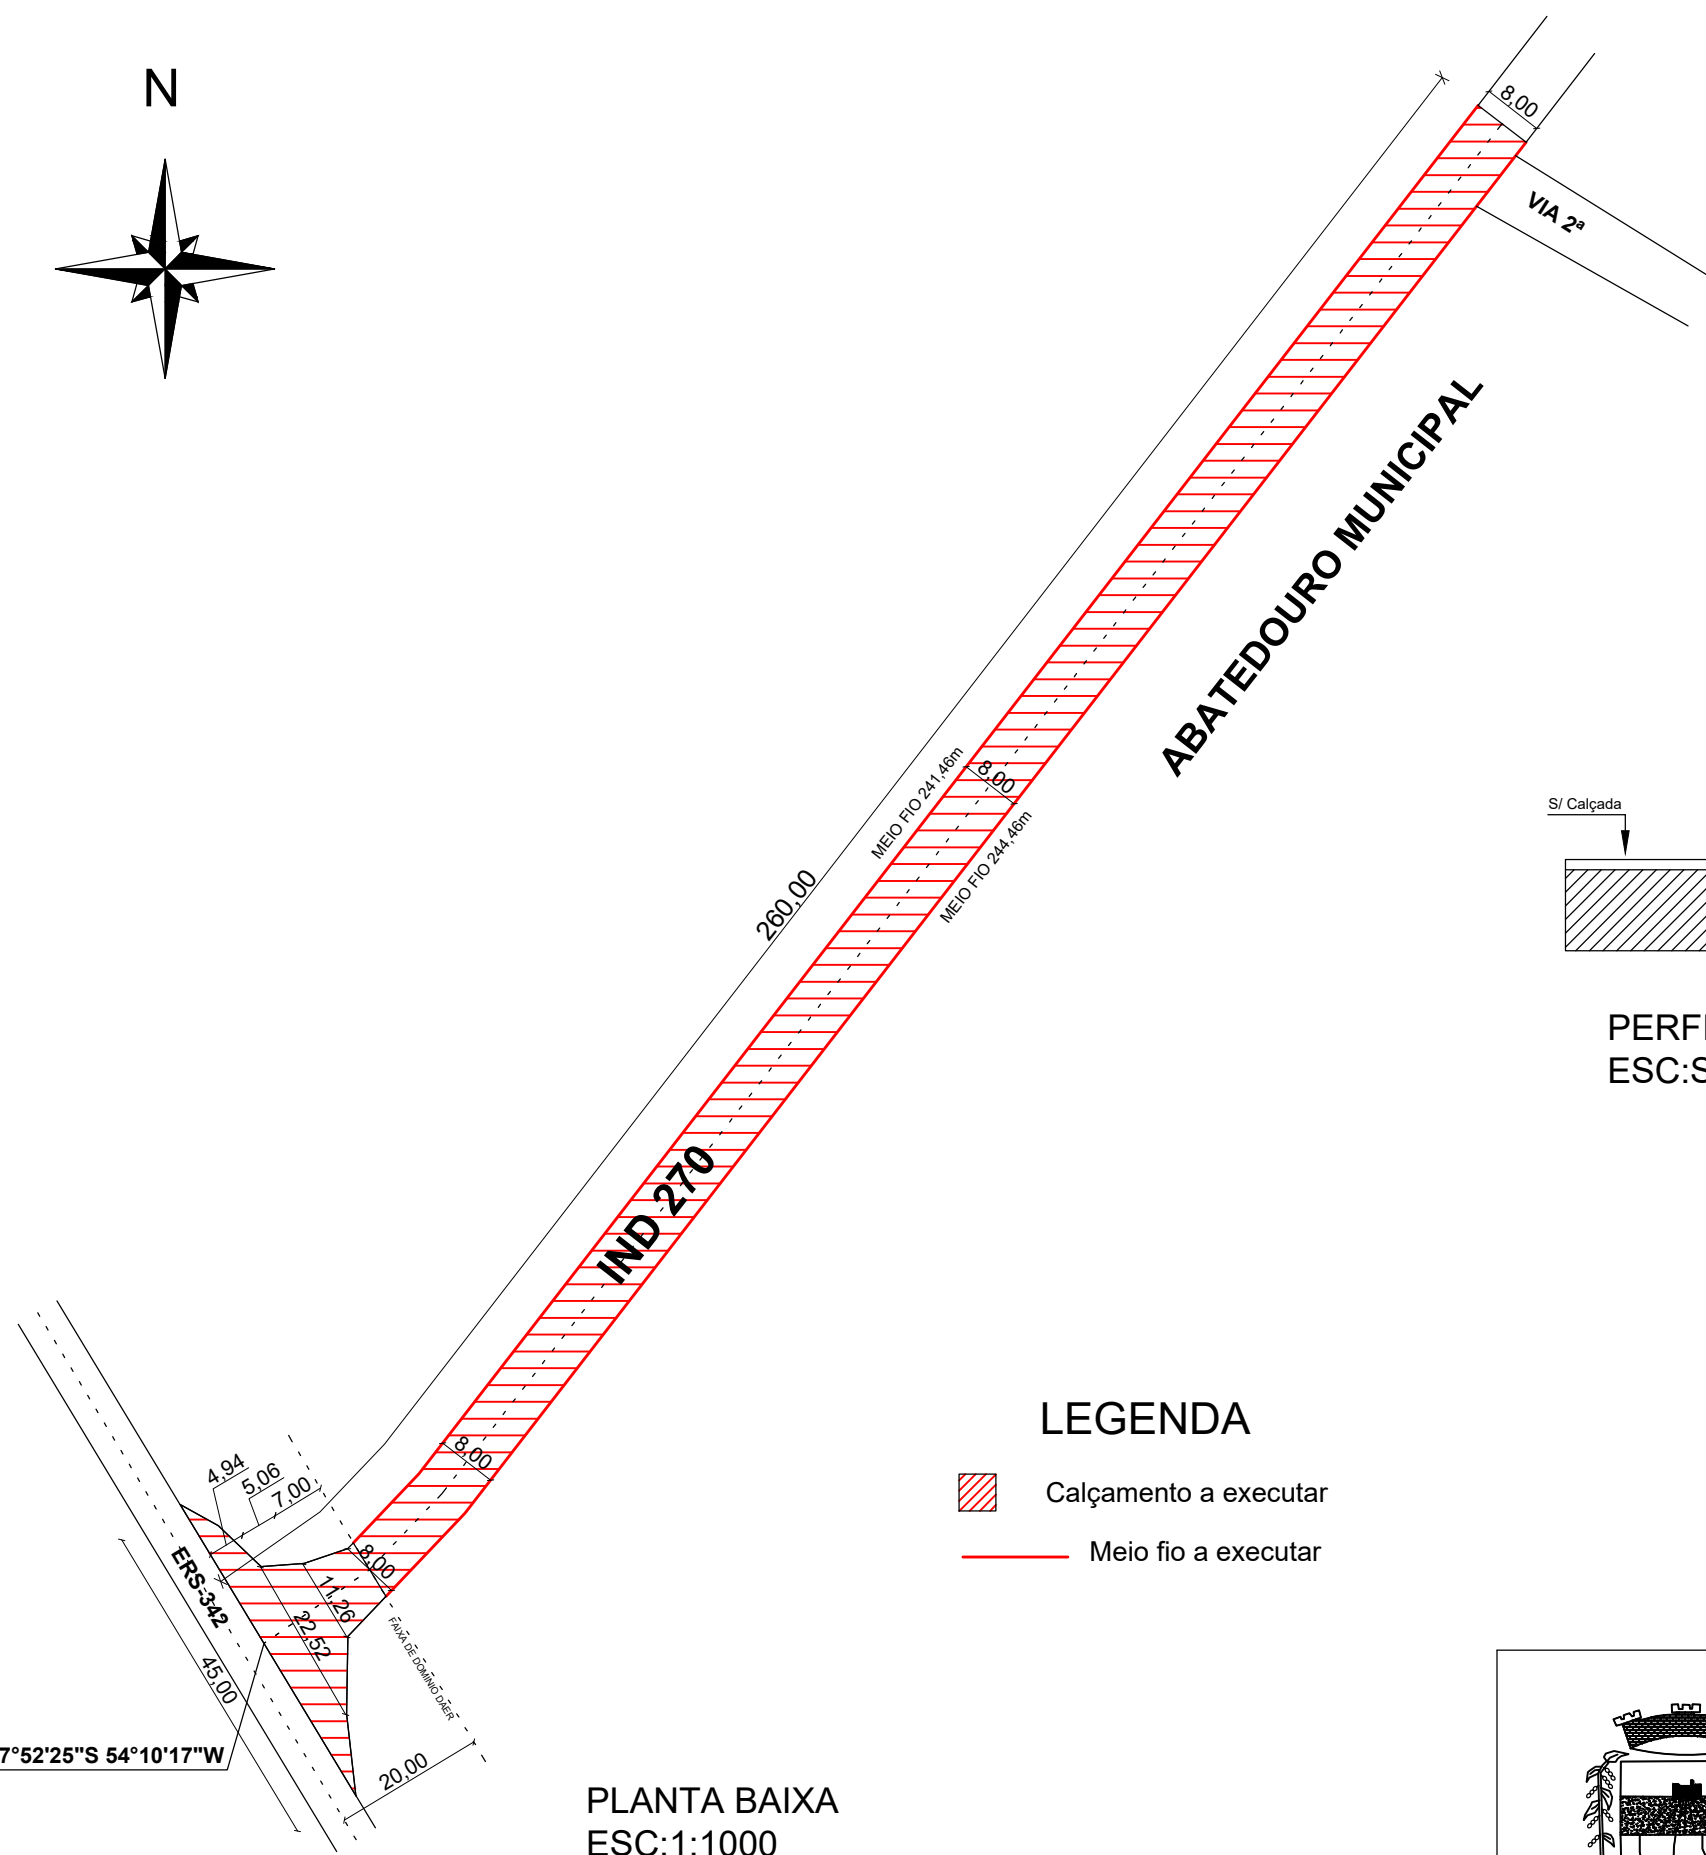 N
8,00
VIA 2ª
ABATEDOURO MUNICIPAL
MEIO FIO 241,46m
8,00
MEIO FIO 244,46m
260,00
S/ Calçada
PERFI
ESC:S
IND 270
LEGENDA
Calçamento a executar
Meio fio a executar
8,00
4,94
5,06
7,00
8,00
11,26
22,52
ERS-342
45,00
FAIXA DE DOMINIO DAER
7°52'25"S 54°10'17"W
20,00
PLANTA BAIXA
ESC:1:1000